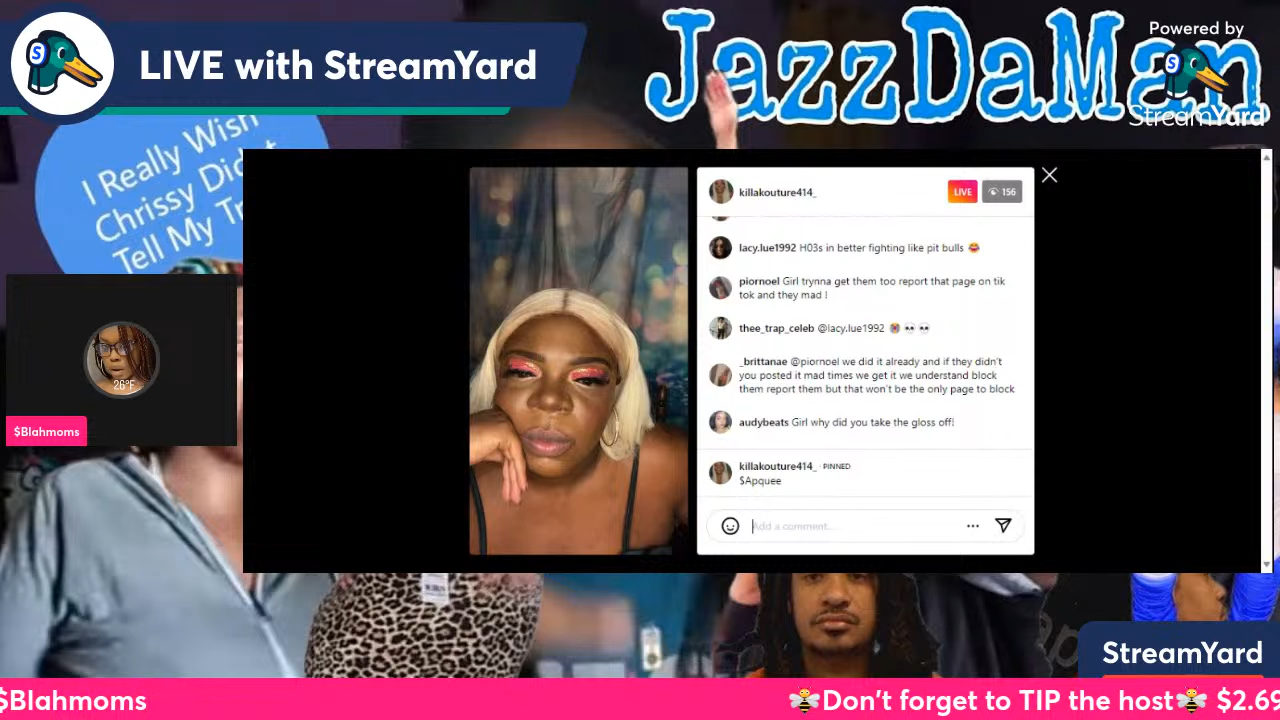 LIVE with StreamYard
JazzDaMan
Powered by
StreamYard
I Really Wish
Chrissy
Tell My
killakouture414_
LIVE
156
lacy.lue1992 H03s in better fighting like pit bulls 😂
piornoel Girl trynna get them too report that page on tik
tok and they mad !
thee_trap_celeb @lacy.lue1992 😭 💀 💀
_brittanae @piornoel we did it already and if they didn't
you posted it mad times we get it we understand block
them report them but that won't be the only page to block
audybeats Girl why did you take the gloss off!
killakouture414_ · PINNED
$Apquee
Add a comment...
26°F
$Blahmoms
StreamYard
$Blahmoms
🐝Don't forget to TIP the host🐝 $2.69